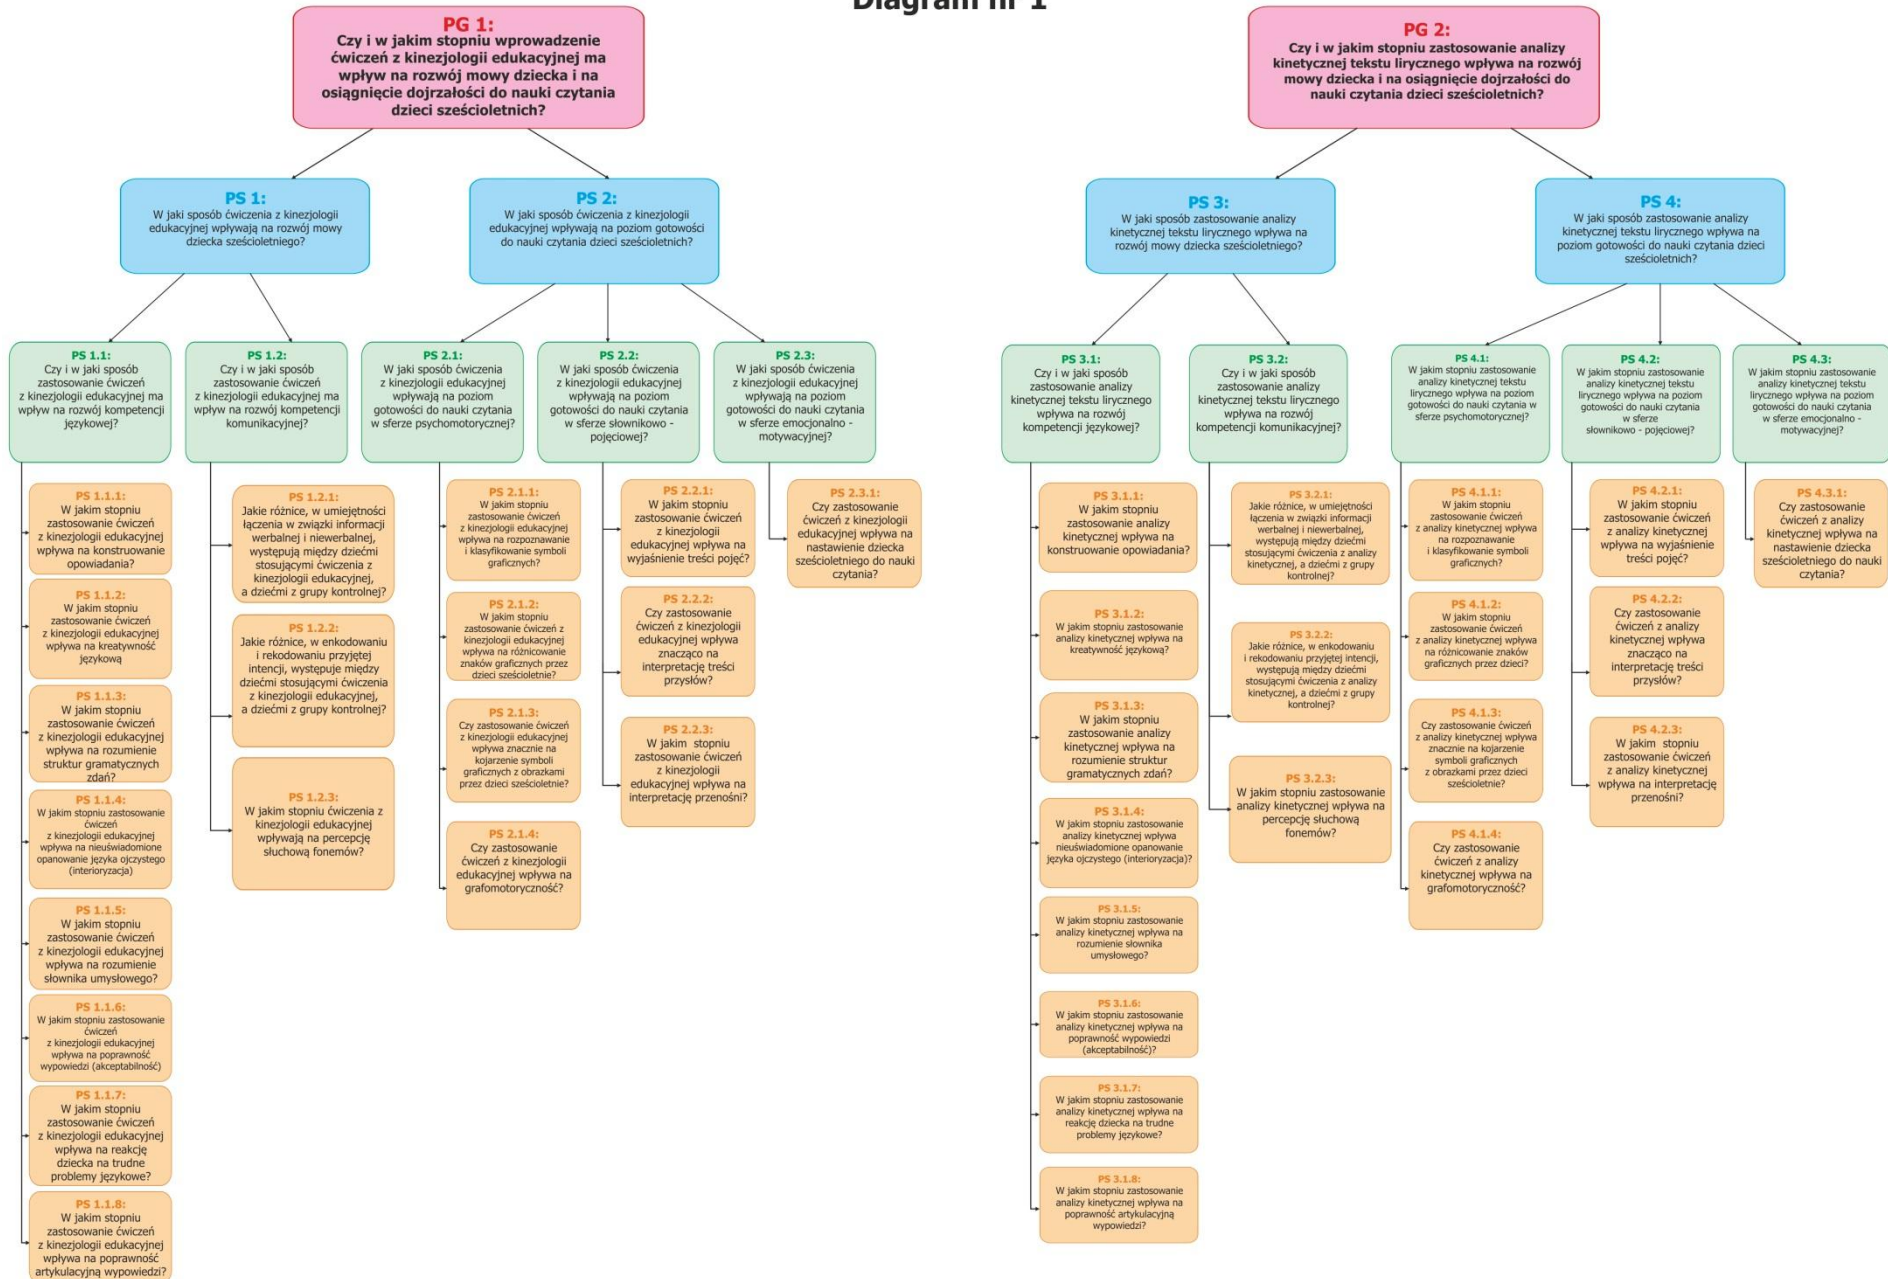 Diagram nr 1
PG 1:
Czy i w jakim stopniu wprowadzenie
ćwiczeń z kinezjologii edukacyjnej ma
wpływ na rozwój mowy dziecka i na
osiągnięcie dojrzałości do nauki czytania
dzieci sześcioletnich?
PS 1:
W jaki sposób ćwiczenia z kinezjologii
edukacyjnej wpływają na rozwój mowy
dziecka sześcioletniego?
PS 2:
W jaki sposób ćwiczenia z kinezjologii
edukacyjnej wpływają na poziom gotowości
do nauki czytania dzieci sześcioletnich?
PS 1.1:
Czy i w jaki sposób
zastosowanie ćwiczeń
z kinezjologii edukacyjnej ma
wpływ na rozwój kompetencji
językowej?
PS 1.2:
Czy i w jaki sposób
zastosowanie ćwiczeń
z kinezjologii edukacyjnej ma
wpływ na rozwój kompetencji
komunikacyjnej?
PS 2.1:
W jaki sposób ćwiczenia
z kinezjologii edukacyjnej
wpływają na poziom
gotowości do nauki czytania
w sferze psychomotorycznej?
PS 2.2:
W jaki sposób ćwiczenia
z kinezjologii edukacyjnej
wpływają na poziom
gotowości do nauki czytania
w sferze słownikowo -
pojęciowej?
PS 2.3:
W jaki sposób ćwiczenia
z kinezjologii edukacyjnej
wpływają na poziom
gotowości do nauki czytania
w sferze emocjonalno -
motywacyjnej?
PS 1.1.1:
W jakim stopniu
zastosowanie ćwiczeń
z kinezjologii edukacyjnej
wpływa na konstruowanie
opowiadania?
PS 1.1.2:
W jakim stopniu
zastosowanie ćwiczeń
z kinezjologii edukacyjnej
wpływa na kreatywność
językową
PS 1.1.3:
W jakim stopniu
zastosowanie ćwiczeń
z kinezjologii edukacyjnej
wpływa na rozumienie
struktur gramatycznych
zdań?
PS 1.1.4:
W jakim stopniu zastosowanie
ćwiczeń
z kinezjologii edukacyjnej
wpływa na nieuświadomione
opanowanie języka ojczystego
(interioryzacja)
PS 1.1.5:
W jakim stopniu
zastosowanie ćwiczeń
z kinezjologii edukacyjnej
wpływa na rozumienie
słownika umysłowego?
PS 1.1.6:
W jakim stopniu zastosowanie
ćwiczeń
z kinezjologii edukacyjnej
wpływa na poprawność
wypowiedzi (akceptabilność)
PS 1.1.7:
W jakim stopniu
zastosowanie ćwiczeń
z kinezjologii edukacyjnej
wpływa na reakcję
dziecka na trudne
problemy językowe?
PS 1.1.8:
W jakim stopniu
zastosowanie ćwiczeń
z kinezjologii edukacyjnej
wpływa na poprawność
artykulacyjną wypowiedzi?
PS 1.2.1:
Jakie różnice, w umiejętności
łączenia w związki informacji
werbalnej i niewerbalnej,
występują między dziećmi
stosującymi ćwiczenia z
kinezjologii edukacyjnej,
a dziećmi z grupy kontrolnej?
PS 1.2.2:
Jakie różnice, w enkodowaniu
i rekodowaniu przyjętej
intencji, występuje między
dziećmi stosujących ćwiczenia
z kinezjologii edukacyjnej,
a dziećmi z grupy kontrolnej?
PS 1.2.3:
W jakim stopniu ćwiczenia z
kinezjologii edukacyjnej
wpływają na percepcję
słuchową fonemów?
PS 2.1.1:
W jakim stopniu
zastosowanie ćwiczeń
z kinezjologii edukacyjnej
wpływa na rozpoznawanie
i klasyfikowanie symboli
graficznych?
PS 2.1.2:
W jakim stopniu
zastosowanie ćwiczeń z
kinezjologii edukacyjnej
wpływa na różnicowanie
znaków graficznych przez
dzieci sześcioletnie?
PS 2.1.3:
Czy zastosowanie ćwiczeń
z kinezjologii edukacyjnej
wpływa znacznie na
kojarzenie symboli
graficznych z obrazkami
przez dzieci sześcioletnie?
PS 2.1.4:
Czy zastosowanie
ćwiczeń z kinezjologii
edukacyjnej wpływa na
grafomotoryczność?
PS 2.2.1:
W jakim stopniu
zastosowanie ćwiczeń
z kinezjologii
edukacyjnej wpływa na
wyjaśnienie treści pojęć?
PS 2.2.2:
Czy zastosowanie
ćwiczeń z kinezjologii
edukacyjnej wpływa
znacząco na
interpretację treści
przysłów?
PS 2.2.3:
W jakim stopniu
zastosowanie ćwiczeń
z kinezjologii
edukacyjnej wpływa na
interpretację przenośni?
PS 2.3.1:
Czy zastosowanie
ćwiczeń z kinezjologii
edukacyjnej wpływa na
nastawienie dziecka
sześcioletniego do nauki
czytania?
PG 2:
Czy i w jakim stopniu zastosowanie analizy
kinetycznej tekstu lirycznego wpływa na rozwój
mowy dziecka i na osiągnięcie dojrzałości do
nauki czytania dzieci sześcioletnich?
PS 3:
W jaki sposób zastosowanie analizy
kinetycznej tekstu lirycznego wpływa na
rozwój mowy dziecka sześcioletniego?
PS 4:
W jaki sposób zastosowanie analizy
kinetycznej tekstu lirycznego wpływa na
poziom gotowości do nauki czytania dzieci
sześcioletnich?
PS 3.1:
Czy i w jaki sposób
zastosowanie analizy
kinetycznej tekstu lirycznego
wpływa na rozwój
kompetencji językowej?
PS 3.2:
Czy i w jaki sposób
zastosowanie analizy
kinetycznej tekstu lirycznego
wpływa na rozwój
kompetencji komunikacyjnej?
PS 4.1:
W jakim stopniu zastosowanie
analizy kinetycznej tekstu
lirycznego wpływa na poziom
gotowości do nauki czytania w
sferze psychomotorycznej?
PS 4.2:
W jakim stopniu zastosowanie
analizy kinetycznej tekstu
lirycznego wpływa na poziom
gotowości do nauki czytania
w sferze
słownikowo - pojęciowej?
PS 4.3:
W jakim stopniu zastosowanie
analizy kinetycznej tekstu
lirycznego wpływa na poziom
gotowości do nauki czytania
w sferze emocjonalno -
motywacyjnej?
PS 3.1.1:
W jakim stopniu
zastosowanie analizy
kinetycznej wpływa na
konstruowanie opowiadania?
PS 3.1.2:
W jakim stopniu zastosowanie
analizy kinetycznej wpływa na
kreatywność językową?
PS 3.1.3:
W jakim stopniu
zastosowanie analizy
kinetycznej wpływa na
rozumienie struktur
gramatycznych zdań?
PS 3.1.4:
W jakim stopniu zastosowanie
analizy kinetycznej wpływa
nieuświadomione opanowanie
języka ojczystego (interioryzacja)?
PS 3.1.5:
W jakim stopniu zastosowanie
analizy kinetycznej wpływa na
rozumienie słownika
umysłowego?
PS 3.1.6:
W jakim stopniu zastosowanie
analizy kinetycznej wpływa na
poprawność wypowiedzi
(akceptabilność)?
PS 3.1.7:
W jakim stopniu zastosowanie
analizy kinetycznej wpływa na
reakcję dziecka na trudne
problemy językowe?
PS 3.1.8:
W jakim stopniu zastosowanie
analizy kinetycznej wpływa na
poprawność artykulacyjną
wypowiedzi?
PS 3.2.1:
Jakie różnice, w umiejętności
łączenia w związki informacji
werbalnej i niewerbalnej,
występują między dziećmi
stosującymi ćwiczenia z analizy
kinetycznej, a dziećmi z grupy
kontrolnej?
PS 3.2.2:
Jakie różnice, w enkodowaniu
i rekodowaniu przyjętej intencji,
występują między dziećmi
stosującymi ćwiczenia z analizy
kinetycznej, a dziećmi z grupy
kontrolnej?
PS 3.2.3:
W jakim stopniu zastosowanie
analizy kinetycznej wpływa na
percepcję słuchową
fonemów?
PS 4.1.1:
W jakim stopniu
zastosowanie ćwiczeń
z analizy kinetycznej wpływa
na rozpoznawanie
i klasyfikowanie symboli
graficznych?
PS 4.1.2:
W jakim stopniu
zastosowanie ćwiczeń
z analizy kinetycznej wpływa
na różnicowanie znaków
graficznych przez dzieci?
PS 4.1.3:
Czy zastosowanie ćwiczeń
z analizy kinetycznej wpływa
znacznie na kojarzenie
symboli graficznych
z obrazkami przez dzieci
sześcioletnie?
PS 4.1.4:
Czy zastosowanie
ćwiczeń z analizy
kinetycznej wpływa na
grafomotoryczność?
PS 4.2.1:
W jakim stopniu
zastosowanie ćwiczeń
z analizy kinetycznej
wpływa na wyjaśnienie
treści pojęć?
PS 4.2.2:
Czy zastosowanie
ćwiczeń z analizy
kinetycznej wpływa
znacząco na
interpretację treści
przysłów?
PS 4.2.3:
W jakim stopniu
zastosowanie ćwiczeń
z analizy kinetycznej
wpływa na interpretację
przenośni?
PS 4.3.1:
Czy zastosowanie
ćwiczeń z analizy
kinetycznej wpływa na
nastawienie dziecka
sześcioletniego do nauki
czytania?